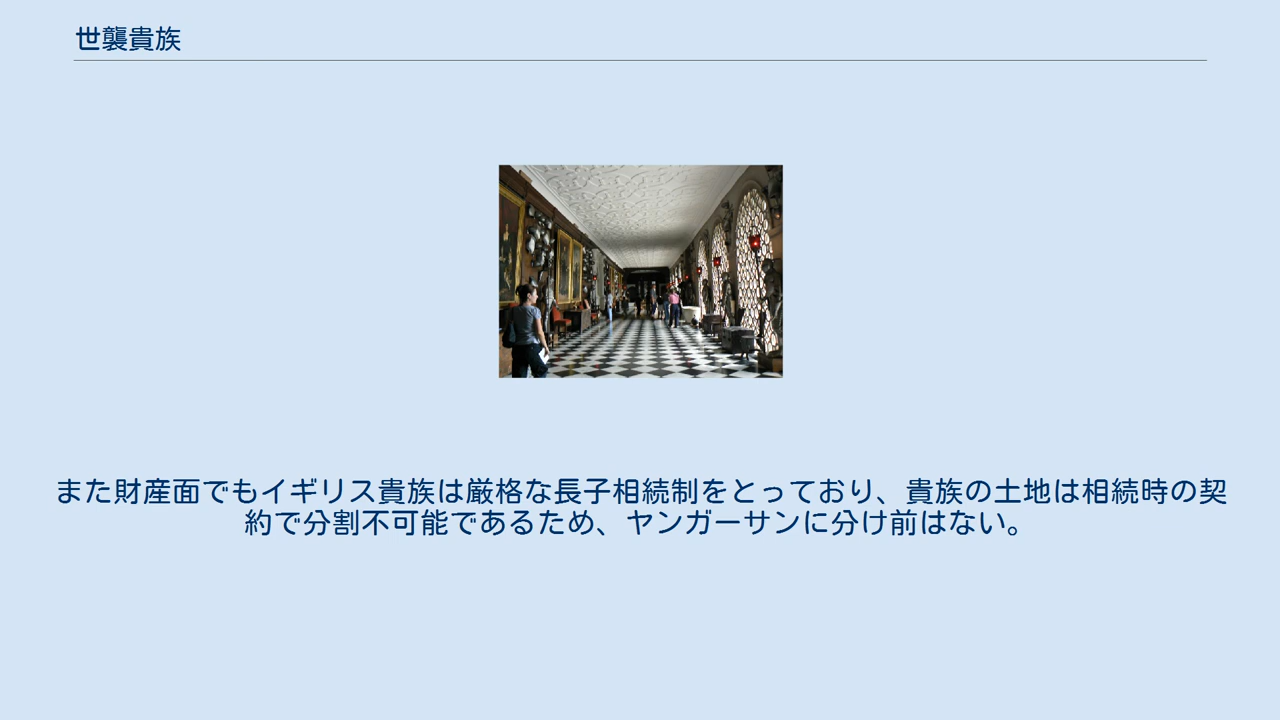 世襲貴族
また財産面でもイギリス貴族は厳格な長子相続制をとっており、貴族の土地は相続時の契
約で分割不可能であるため、ヤンガーサンに分け前はない。